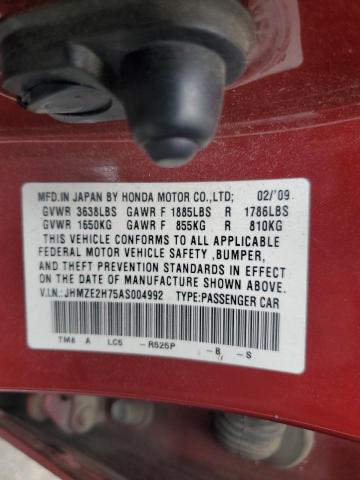 MFD.IN JAPAN BY HONDA MOTOR CO.,LTD; 02/'09
GVWR 3638LBS GAWR F 1885LBS R 1786LBS
GVWR 1650KG GAWR F 855KG R 810KG
THIS VEHICLE CONFORMS TO ALL APPLICABLE
FEDERAL MOTOR VEHICLE SAFETY ,BUMPER,
AND THEFT PREVENTION STANDARDS IN EFFECT
ON THE DATE OF MANUFACTURE SHOWN ABOVE.
V.I.N.:JHMZE2H75AS004992 TYPE:PASSENGER CAR
TM8 A LC5 -R525P -B -S